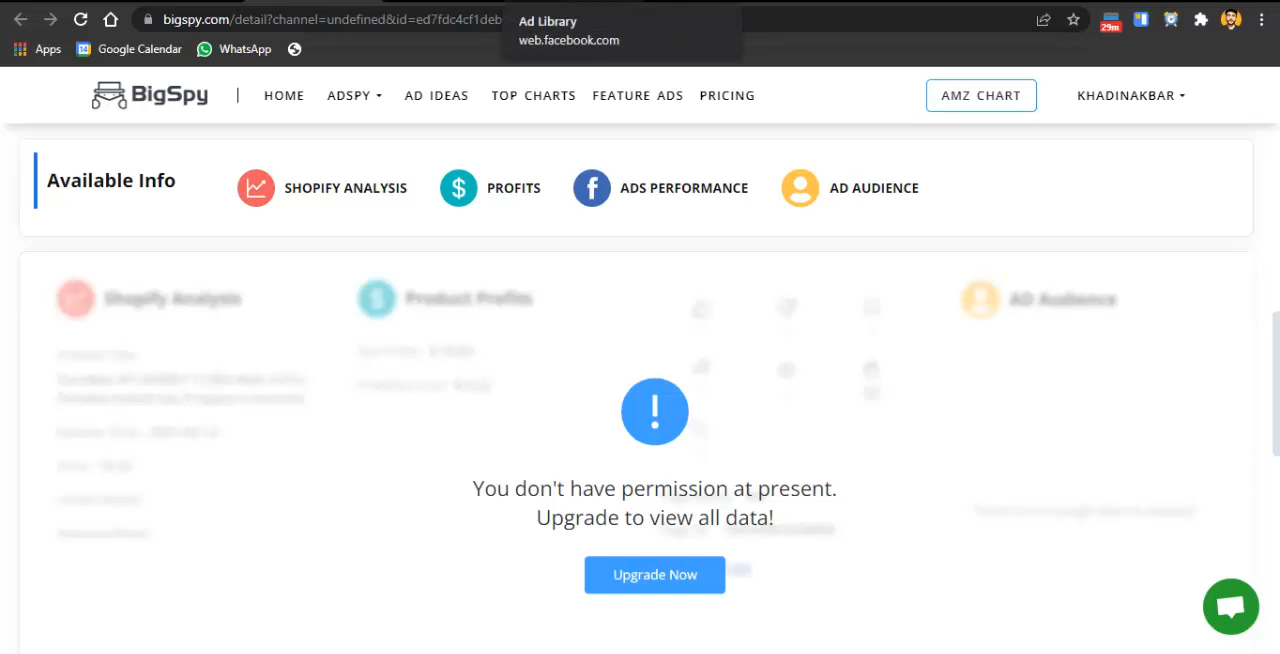 bigspy.com/detail?channel=undefined&id=ed7fdc4cf1deb
Ad Library
web.facebook.com
29m
Apps
Google Calendar
WhatsApp
BigSpy
HOME
ADSPY
AD IDEAS
TOP CHARTS
FEATURE ADS
PRICING
AMZ CHART
KHADINAKBAR
Available Info
SHOPIFY ANALYSIS
PROFITS
ADS PERFORMANCE
AD AUDIENCE
Shopify Analysis
Product Profits
AD Audience
You don't have permission at present.
Upgrade to view all data!
Upgrade Now